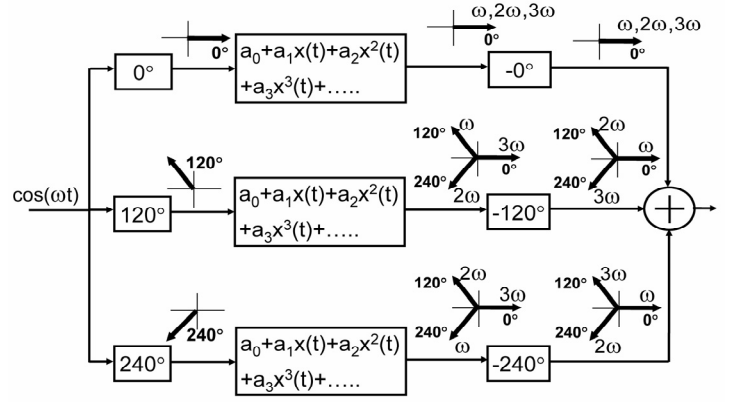 ω,2ω,3ω
ω,2ω,3ω
0°
0°
0°
0°
a₀+a₁x(t)+a₂x²(t)
+a₃x³(t)+.....
-0°
120°
ω
3ω
0°
240°
2ω
120°
2ω
ω
0°
240°
3ω
120°
cos(ωt)
120°
a₀+a₁x(t)+a₂x²(t)
+a₃x³(t)+.....
-120°
+
120°
2ω
3ω
0°
240°
ω
120°
3ω
ω
0°
240°
2ω
240°
240°
a₀+a₁x(t)+a₂x²(t)
+a₃x³(t)+.....
-240°